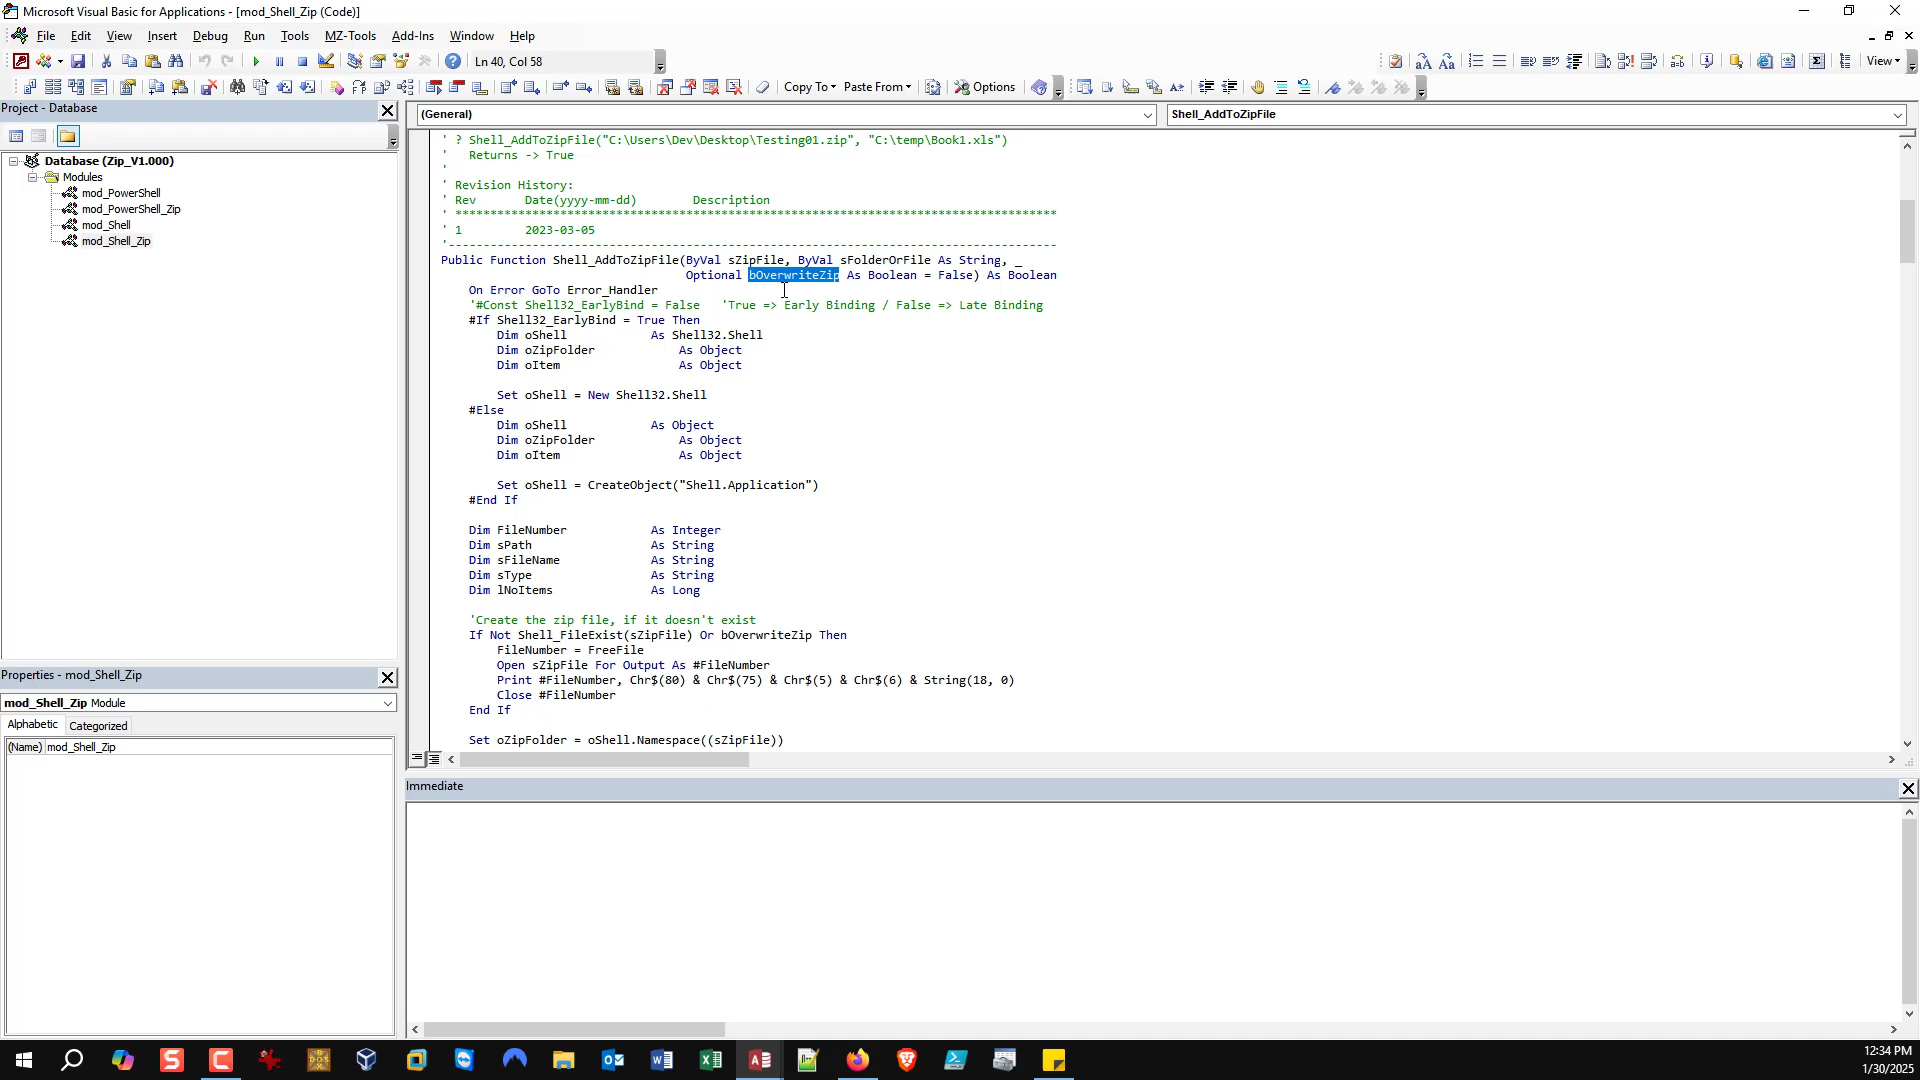 Microsoft Visual Basic for Applications - [mod_Shell_Zip (Code)]
File Edit View Insert Format Debug Run Tools MZ-Tools Add-Ins Window Help
Ln 40, Col 58
View
Copy To Paste From Options
Project - Database
(General)
Shell_AddToZipFile
Database (Zip_V1.000)
Modules
mod_PowerShell
mod_PowerShell_Zip
mod_Shell
mod_Shell_Zip
' ? Shell_AddToZipFile("C:\Users\Dev\Desktop\Testing01.zip", "C:\temp\Book1.xls")
'   Returns -> True
'
' Revision History:
' Rev       Date(yyyy-mm-dd)        Description
' **************************************************************************************
' 1         2023-03-05
'---------------------------------------------------------------------------------------
Public Function Shell_AddToZipFile(ByVal sZipFile, ByVal sFolderOrFile As String, _
                                   Optional bOverwriteZip As Boolean = False) As Boolean
    On Error GoTo Error_Handler
    '#Const Shell32_EarlyBind = False   'True => Early Binding / False => Late Binding
    #If Shell32_EarlyBind = True Then
        Dim oShell            As Shell32.Shell
        Dim oZipFolder            As Object
        Dim oItem                 As Object
        Set oShell = New Shell32.Shell
    #Else
        Dim oShell            As Object
        Dim oZipFolder            As Object
        Dim oItem                 As Object
        Set oShell = CreateObject("Shell.Application")
    #End If
    Dim FileNumber            As Integer
    Dim sPath                 As String
    Dim sFileName             As String
    Dim sType                 As String
    Dim lNoItems              As Long
    'Create the zip file, if it doesn't exist
    If Not Shell_FileExist(sZipFile) Or bOverwriteZip Then
        FileNumber = FreeFile
        Open sZipFile For Output As #FileNumber
        Print #FileNumber, Chr$(80) & Chr$(75) & Chr$(5) & Chr$(6) & String(18, 0)
        Close #FileNumber
    End If
    Set oZipFolder = oShell.Namespace((sZipFile))
Properties - mod_Shell_Zip
mod_Shell_Zip Module
Alphabetic Categorized
(Name) mod_Shell_Zip
Immediate
12:34 PM
1/30/2025